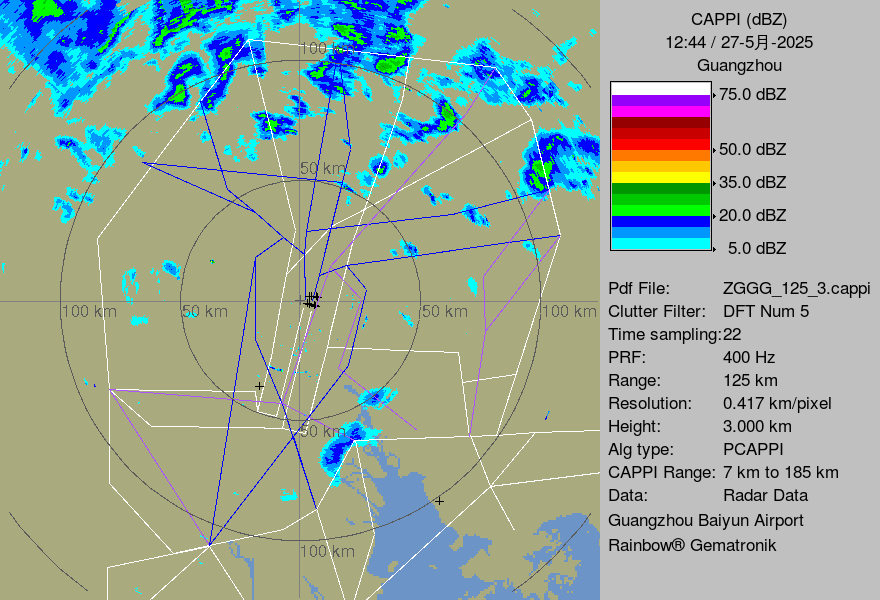 CAPPI (dBZ)
12:44 / 27-5月-2025
Guangzhou
75.0 dBZ
50.0 dBZ
35.0 dBZ
20.0 dBZ
5.0 dBZ
Pdf File: ZGGG_125_3.cappi
Clutter Filter: DFT Num 5
Time sampling:22
PRF: 400 Hz
Range: 125 km
Resolution: 0.417 km/pixel
Height: 3.000 km
Alg type: PCAPPI
CAPPI Range: 7 km to 185 km
Data: Radar Data
Guangzhou Baiyun Airport
Rainbow® Gematronik
100 km
50 km
100 km
50 km
50 km
100 km
50 km
100 km